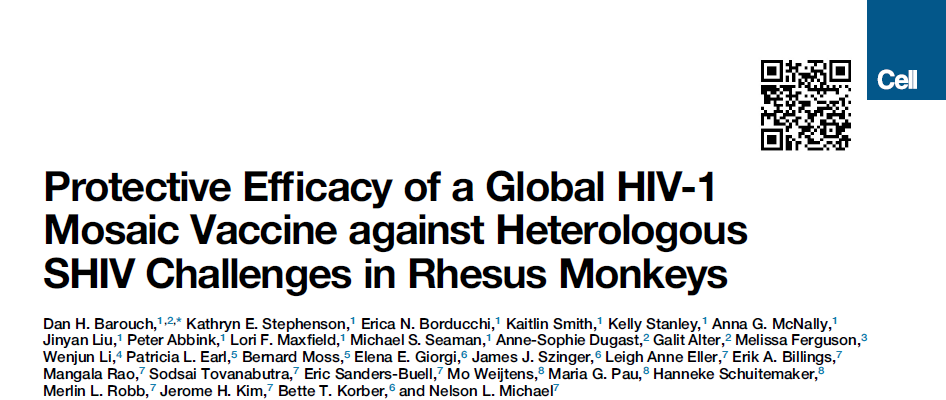 Cell
Protective Efficacy of a Global HIV-1
Mosaic Vaccine against Heterologous
SHIV Challenges in Rhesus Monkeys
Dan H. Barouch,1,2,* Kathryn E. Stephenson,1 Erica N. Borducchi,1 Kaitlin Smith,1 Kelly Stanley,1 Anna G. McNally,1
Jinyan Liu,1 Peter Abbink,1 Lori F. Maxfield,1 Michael S. Seaman,1 Anne-Sophie Dugast,2 Galit Alter,2 Melissa Ferguson,3
Wenjun Li,4 Patricia L. Earl,5 Bernard Moss,5 Elena E. Giorgi,6 James J. Szinger,6 Leigh Anne Eller,7 Erik A. Billings,7
Mangala Rao,7 Sodsai Tovanabutra,7 Eric Sanders-Buell,7 Mo Weijtens,8 Maria G. Pau,8 Hanneke Schuitemaker,8
Merlin L. Robb,7 Jerome H. Kim,7 Bette T. Korber,6 and Nelson L. Michael7